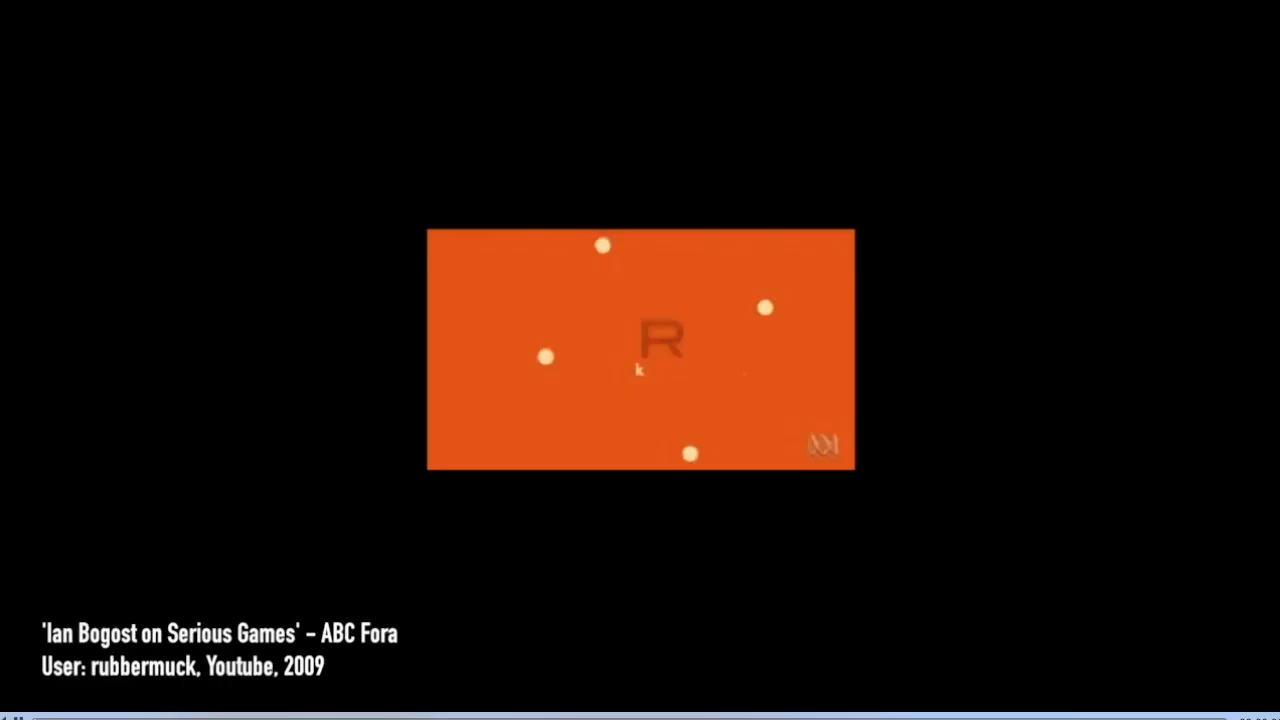 R
k
'Ian Bogost on Serious Games' - ABC Fora
User: rubbermuck, Youtube, 2009